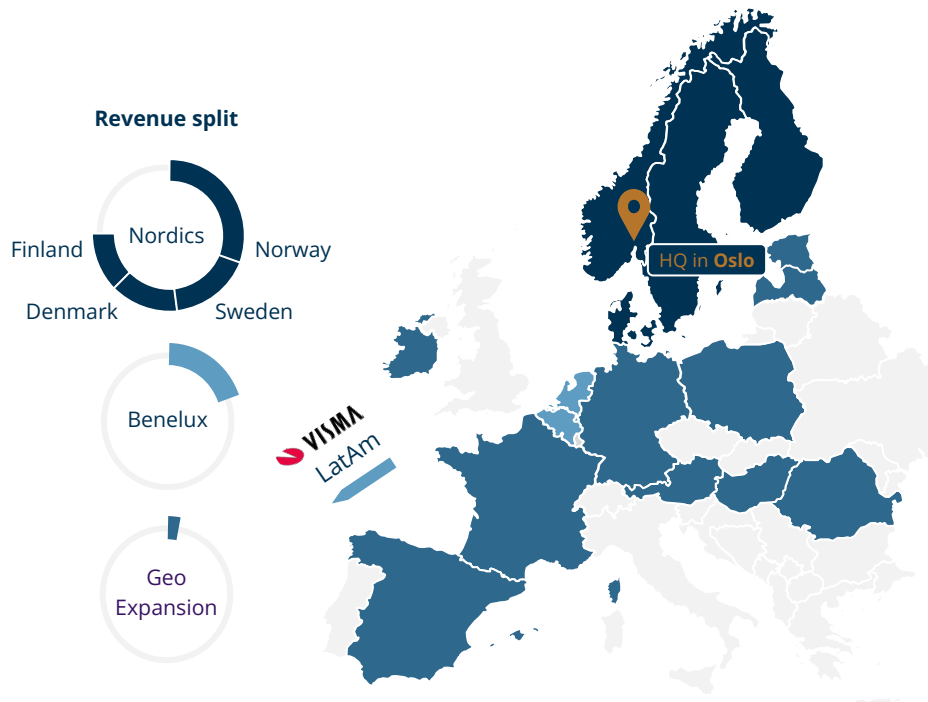 Revenue split
Nordics
Finland
Norway
Denmark
Sweden
HQ in Oslo
Benelux
VISMA
LatAm
Geo
Expansion